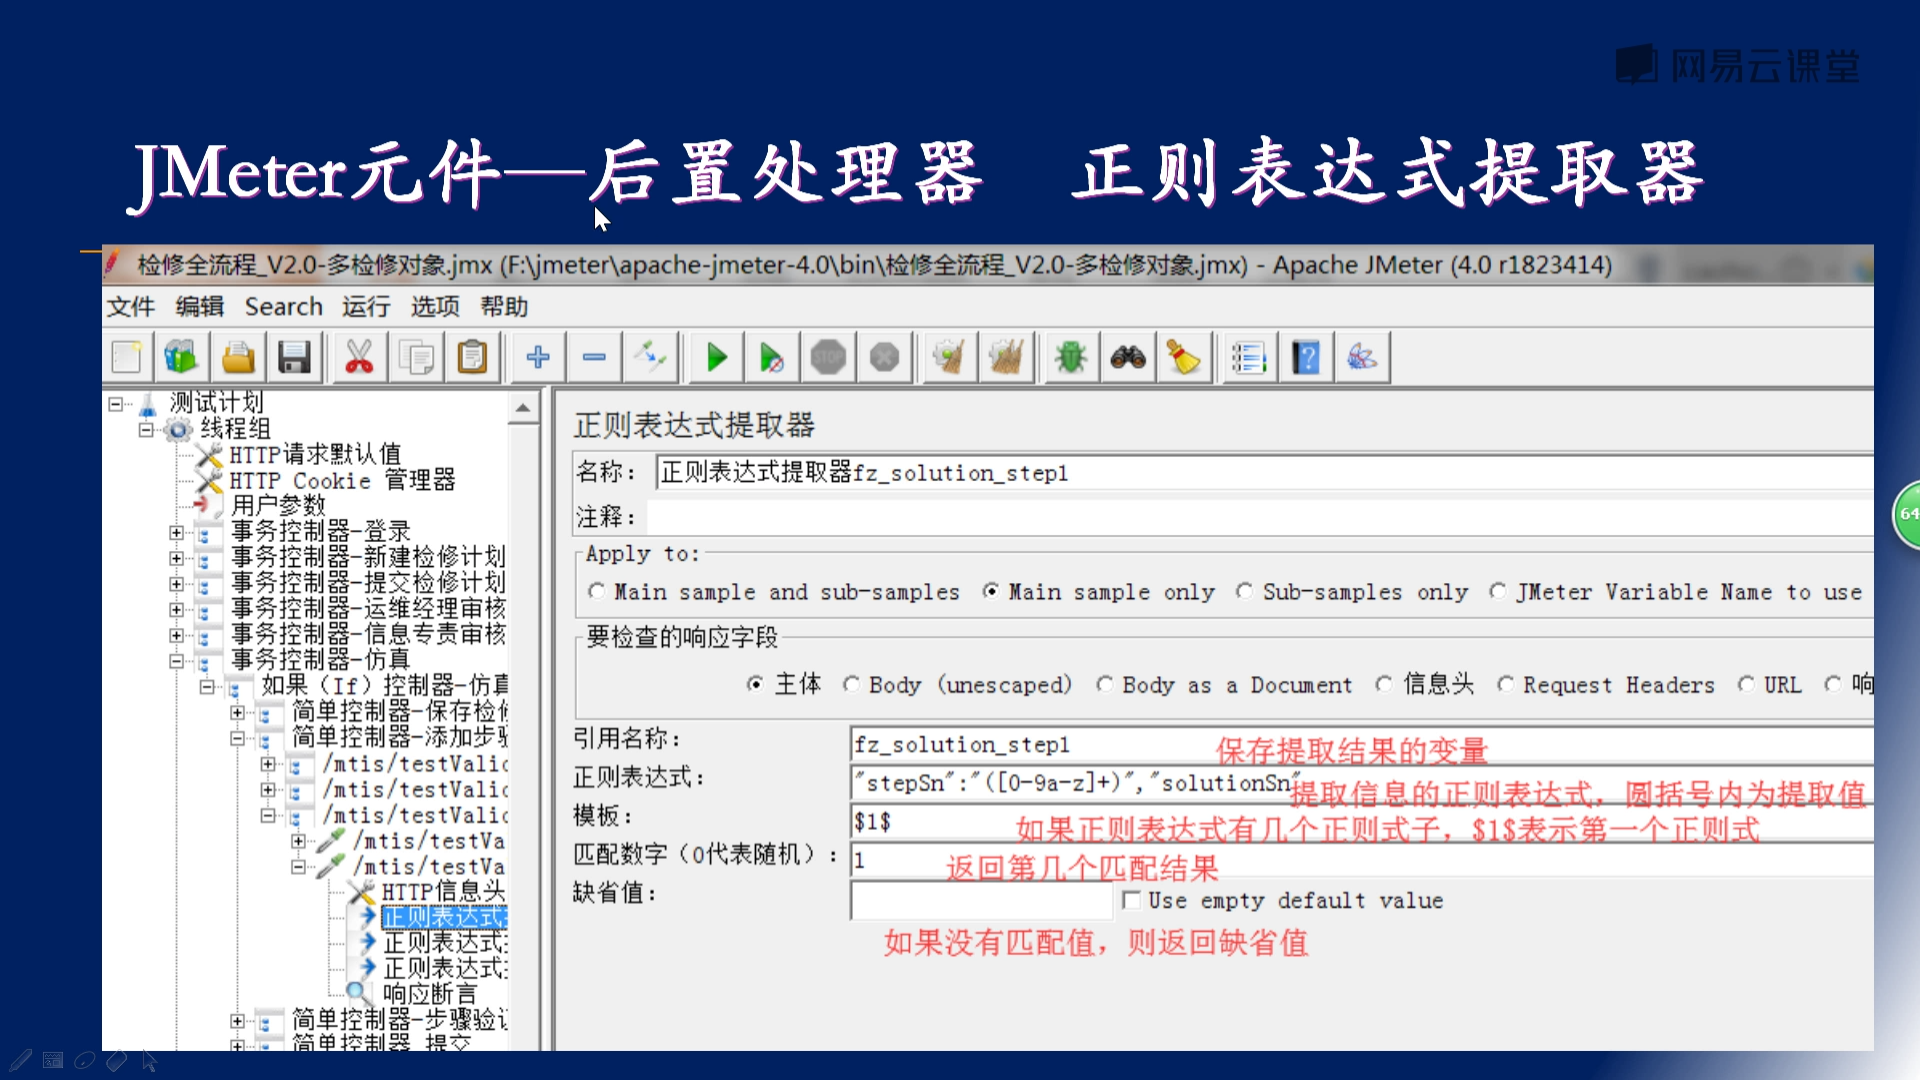 网易云课堂
JMeter元件—后置处理器 正则表达式提取器
检修全流程_V2.0-多检修对象.jmx (F:\jmeter\apache-jmeter-4.0\bin\检修全流程_V2.0-多检修对象.jmx) - Apache JMeter (4.0 r1823414)
文件 编辑 Search 运行 选项 帮助
STOP
测试计划
线程组
HTTP请求默认值
HTTP Cookie 管理器
用户参数
事务控制器-登录
事务控制器-新建检修计划
事务控制器-提交检修计划
事务控制器-运维经理审核
事务控制器-信息专责审核
事务控制器-仿真
如果（If）控制器-仿真
简单控制器-保存检修
简单控制器-添加步骤
/mtis/testValid
/mtis/testValid
/mtis/testValid
/mtis/testVa
/mtis/testVa
HTTP信息头
正则表达式
正则表达式
正则表达式
响应断言
简单控制器-步骤验证
简单控制器-提交
正则表达式提取器
名称： 正则表达式提取器fz_solution_step1
注释：
Apply to:
Main sample and sub-samples Main sample only Sub-samples only JMeter Variable Name to use
要检查的响应字段
主体 Body (unescaped) Body as a Document 信息头 Request Headers URL 响
引用名称： fz_solution_step1 保存提取结果的变量
正则表达式： "stepSn":"([0-9a-z]+)","solutionSn" 提取信息的正则表达式，圆括号内为提取值
模板： $1$ 如果正则表达式有几个正则式子，$1$表示第一个正则式
匹配数字（0代表随机）： 1 返回第几个匹配结果
缺省值： Use empty default value
如果没有匹配值，则返回缺省值
64